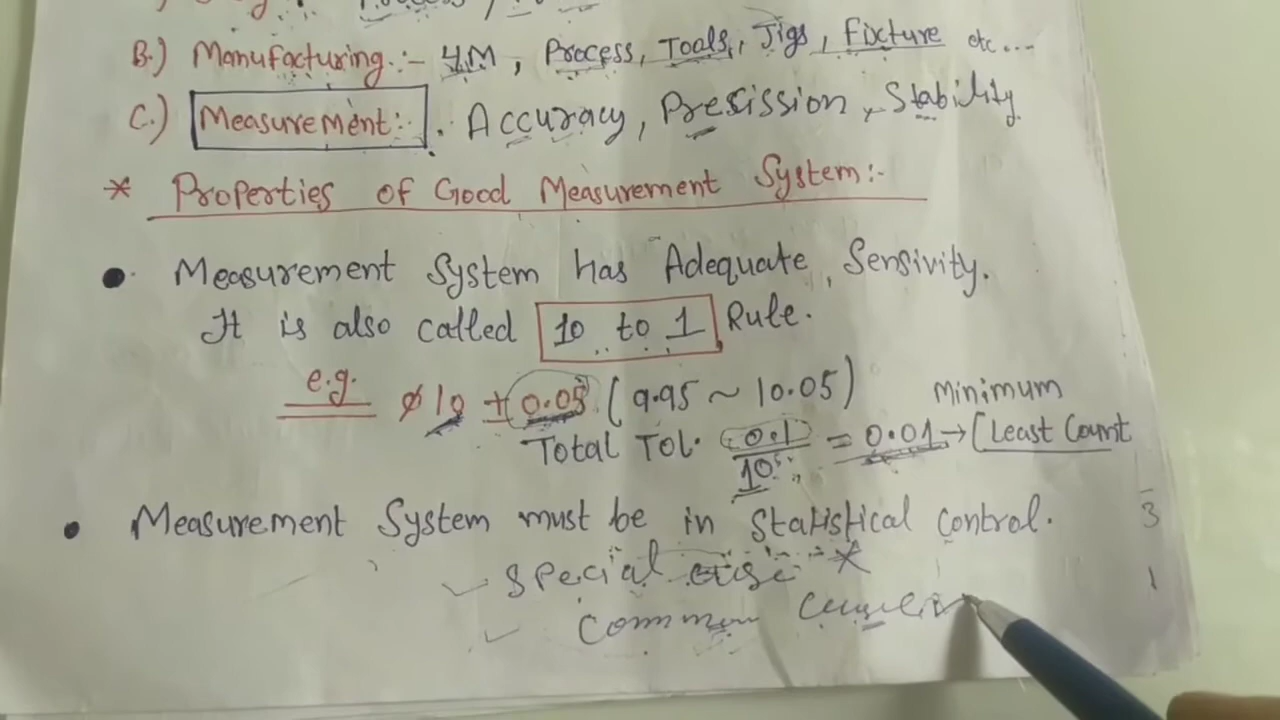 B.) Manufacturing:- 4M, Process, Tools, Jigs, Fixture etc...
C.) Measurement:- Accuracy, Presission, Stability
* Properties of Good Measurement System:-
• Measurement System has Adequate Sensivity.
It is also called 10 to 1 Rule.
e.g. ø 10 ± 0.05 (9.95 ~ 10.05) Minimum
Total Tol. 0.1/10 = 0.01 → [Least Count
• Measurement System must be in Statistical Control.
Special *
Common